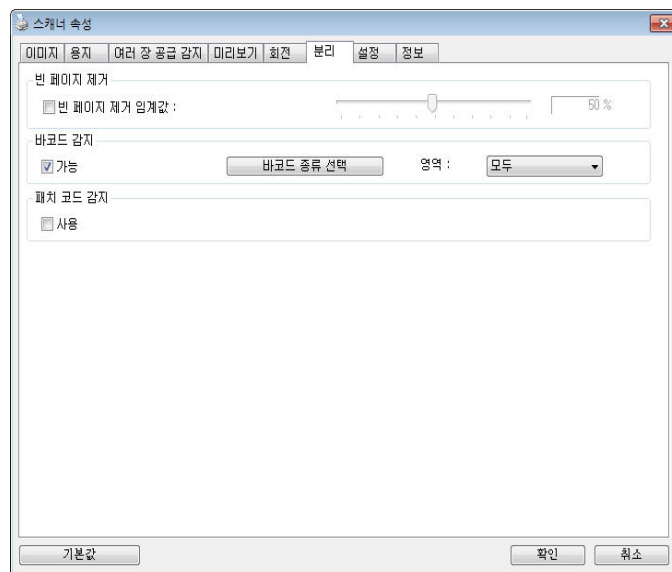 스캐너 속성
이미지 용지 여러 장 공급 감지 미리보기 회전 분리 설정 정보
빈 페이지 제거
빈 페이지 제거 임계값 : 50 %
바코드 감지
가능 바코드 종류 선택 영역 : 모두
패치 코드 감지
사용
기본값 확인 취소